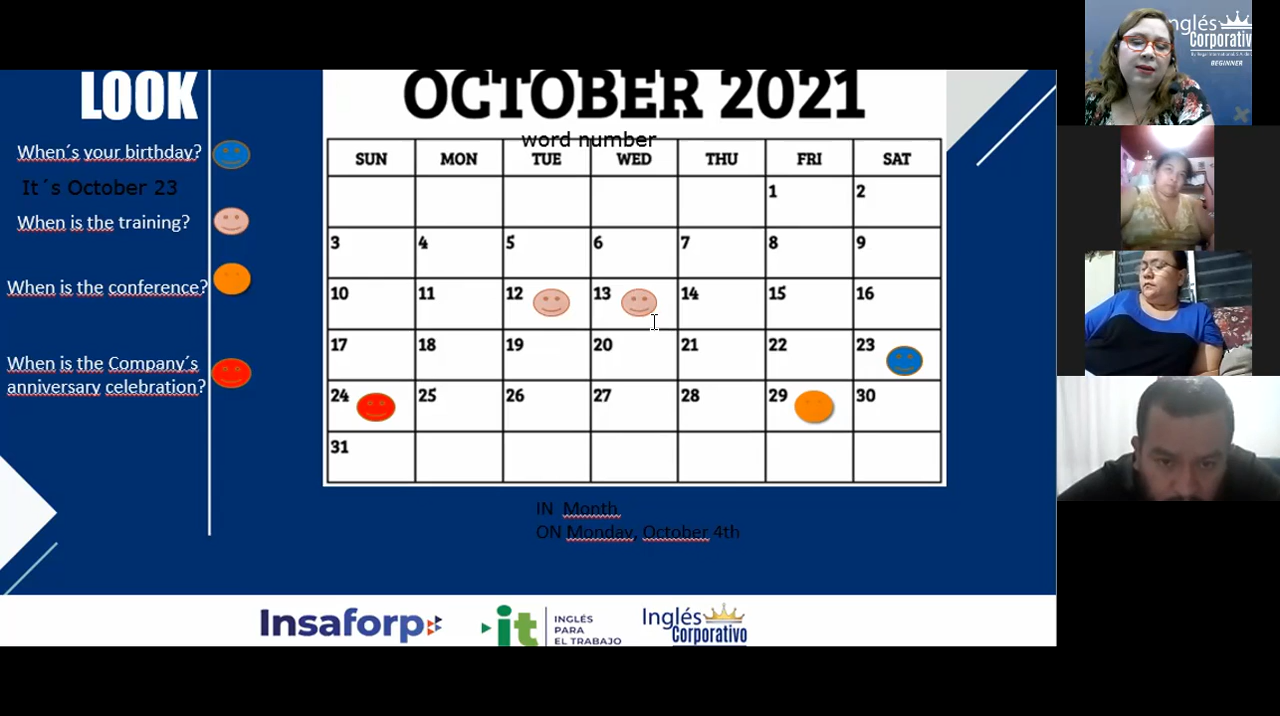 LOOK
When´s your birthday?
It´s October 23
When is the training?
When is the conference?
When is the Company´s
anniversary celebration?
OCTOBER 2021
word number
SUN MON TUE WED THU FRI SAT
1 2
3 4 5 6 7 8 9
10 11 12 13 14 15 16
17 18 19 20 21 22 23
24 25 26 27 28 29 30
31
IN Month
ON Monday, October 4th
Insaforp
it
INGLÉS
PARA
EL TRABAJO
Inglés
Corporativo
nglés
Corporativ
BEGINNER